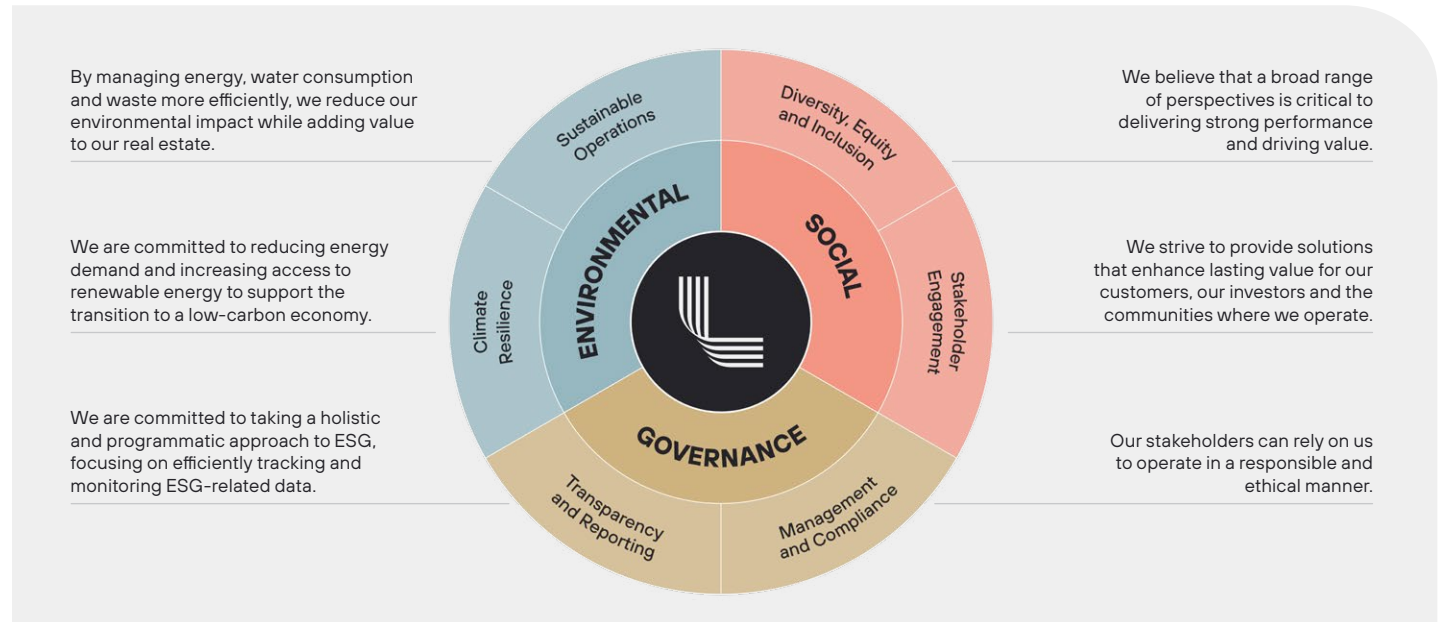 By managing energy, water consumption
and waste more efficiently, we reduce our
environmental impact while adding value
to our real estate.
We are committed to reducing energy
demand and increasing access to
renewable energy to support the
transition to a low-carbon economy.
We are committed to taking a holistic
and programmatic approach to ESG,
focusing on efficiently tracking and
monitoring ESG-related data.
Sustainable
Operations
Climate
Resilience
ENVIRONMENTAL
Diversity, Equity
and Inclusion
SOCIAL
Stakeholder
Engagement
GOVERNANCE
Transparency
and Reporting
Management
and Compliance
We believe that a broad range
of perspectives is critical to
delivering strong performance
and driving value.
We strive to provide solutions
that enhance lasting value for our
customers, our investors and the
communities where we operate.
Our stakeholders can rely on us
to operate in a responsible and
ethical manner.